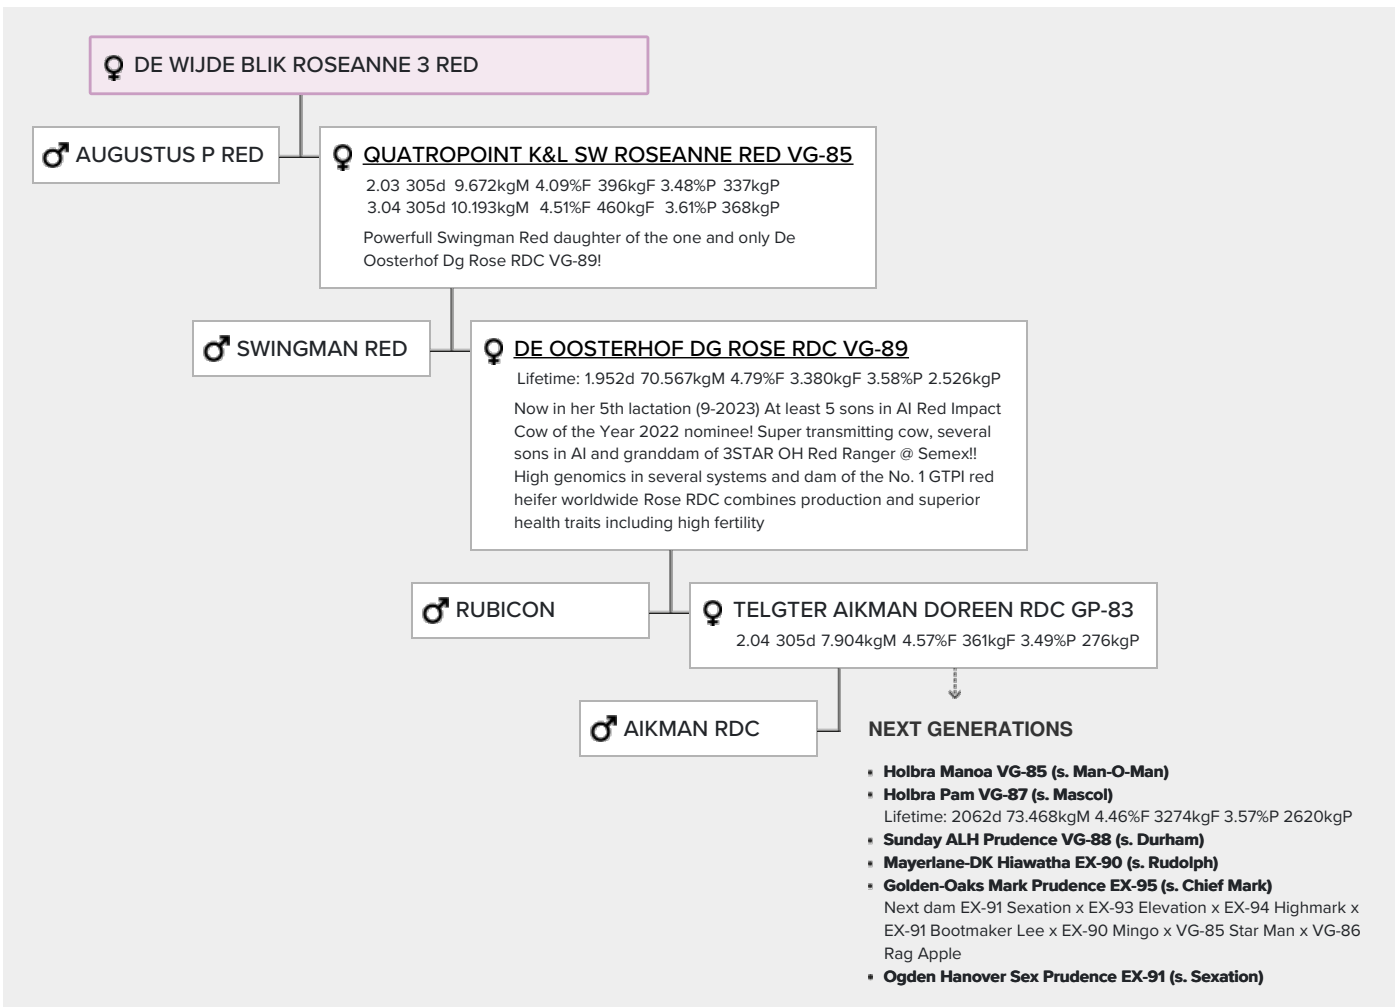 DE WIJDE BLIK ROSEANNE 3 RED
AUGUSTUS P RED
QUATROPOINT K&L SW ROSEANNE RED VG-85
2.03 305d 9.672kgM 4.09%F 396kgF 3.48%P 337kgP
3.04 305d 10.193kgM 4.51%F 460kgF 3.61%P 368kgP
Powerfull Swingman Red daughter of the one and only De
Oosterhof Dg Rose RDC VG-89!
SWINGMAN RED
DE OOSTERHOF DG ROSE RDC VG-89
Lifetime: 1.952d 70.567kgM 4.79%F 3.380kgF 3.58%P 2.526kgP
Now in her 5th lactation (9-2023) At least 5 sons in AI Red Impact
Cow of the Year 2022 nominee! Super transmitting cow, several
sons in AI and granddam of 3STAR OH Red Ranger @ Semex!!
High genomics in several systems and dam of the No. 1 GTPI red
heifer worldwide Rose RDC combines production and superior
health traits including high fertility
RUBICON
TELGTER AIKMAN DOREEN RDC GP-83
2.04 305d 7.904kgM 4.57%F 361kgF 3.49%P 276kgP
AIKMAN RDC
NEXT GENERATIONS
Holbra Manoa VG-85 (s. Man-O-Man)
Holbra Pam VG-87 (s. Mascol)
Lifetime: 2062d 73.468kgM 4.46%F 3274kgF 3.57%P 2620kgP
Sunday ALH Prudence VG-88 (s. Durham)
Mayerlane-DK Hiawatha EX-90 (s. Rudolph)
Golden-Oaks Mark Prudence EX-95 (s. Chief Mark)
Next dam EX-91 Sexation x EX-93 Elevation x EX-94 Highmark x
EX-91 Bootmaker Lee x EX-90 Mingo x VG-85 Star Man x VG-86
Rag Apple
Ogden Hanover Sex Prudence EX-91 (s. Sexation)